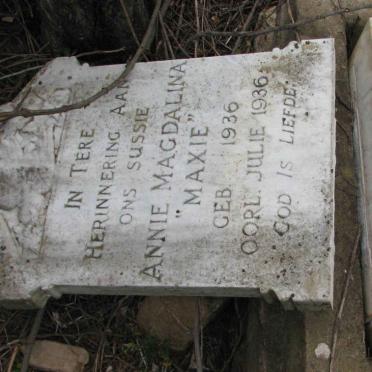 IN TERE
HERINNERING AAN
ONS SUSSIE
ANNIE MAGDALINA
"MAXIE"
GEB. 1936
OORL. JULIE 1936.
GOD IS LIEFDE.